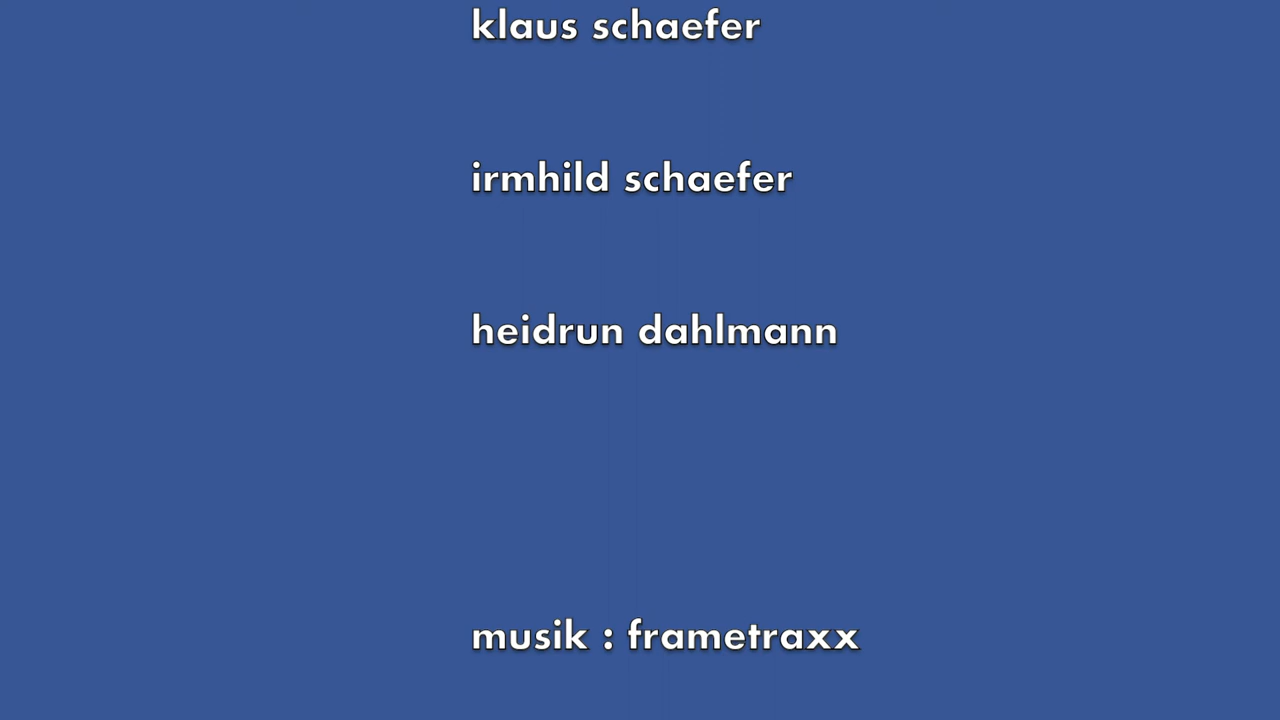 klaus schaefer
irmhild schaefer
heidrun dahlmann
musik : frametraxx